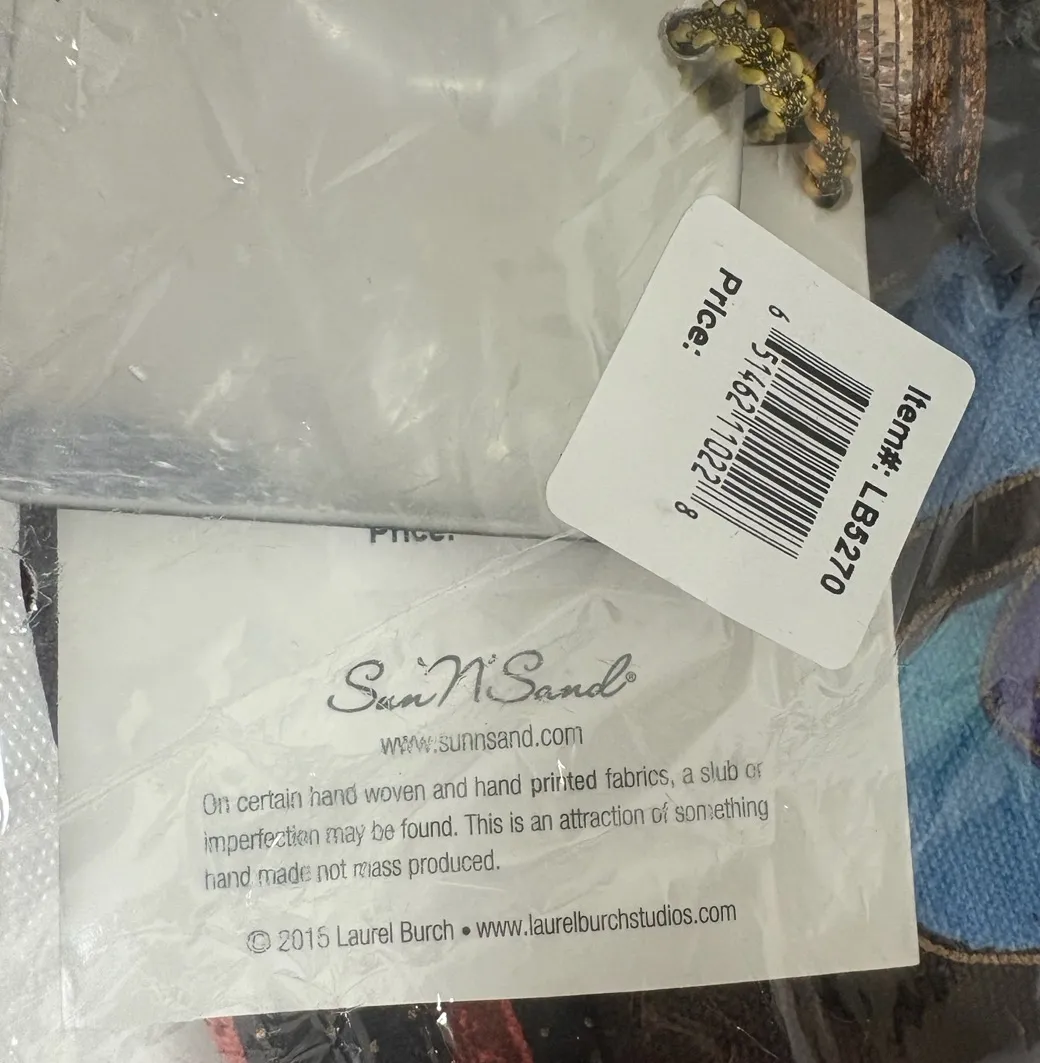 Item#: LB5270
6 51462 11022 8
Price:
Price:
Sun 'N' Sand®
www.sunnsand.com
On certain hand woven and hand printed fabrics, a slub or
imperfection may be found. This is an attraction of something
hand made not mass produced.
© 2015 Laurel Burch • www.laurelburchstudios.com